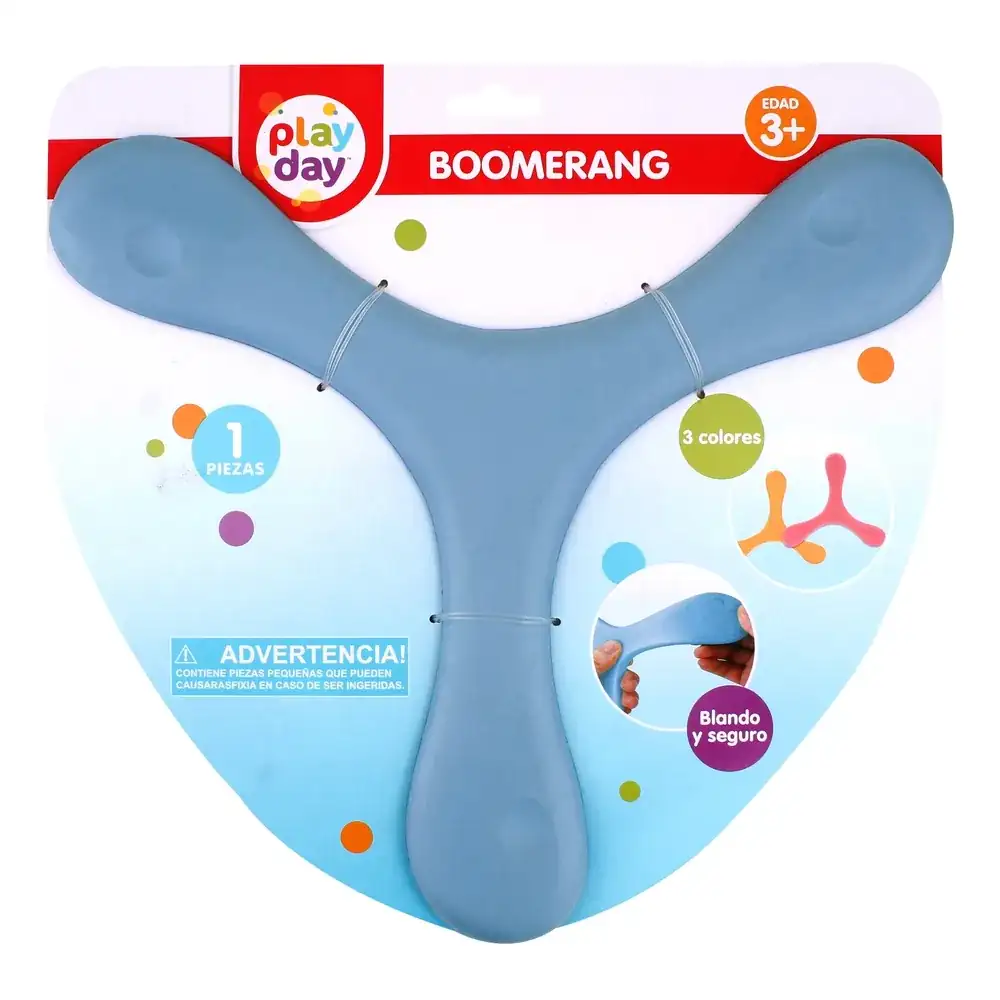 play
day™
BOOMERANG
EDAD
3+
1
PIEZAS
3 colores
ADVERTENCIA!
CONTIENE PIEZAS PEQUEÑAS QUE PUEDEN
CAUSARASFIXIA EN CASO DE SER INGERIDAS.
Blando
y seguro